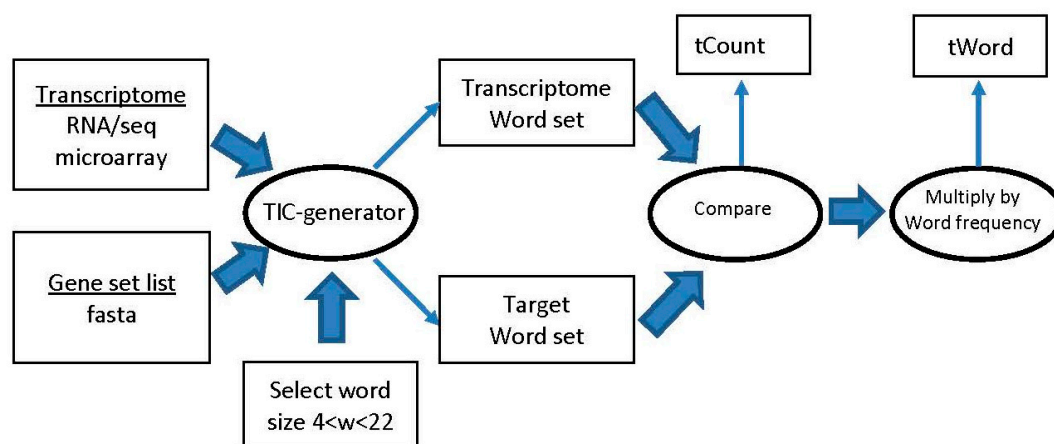 Transcriptome
RNA/seq
microarray
Gene set list
fasta
TIC-generator
Select word
size 4<w<22
Transcriptome
Word set
Target
Word set
tCount
Compare
tWord
Multiply by
Word frequency